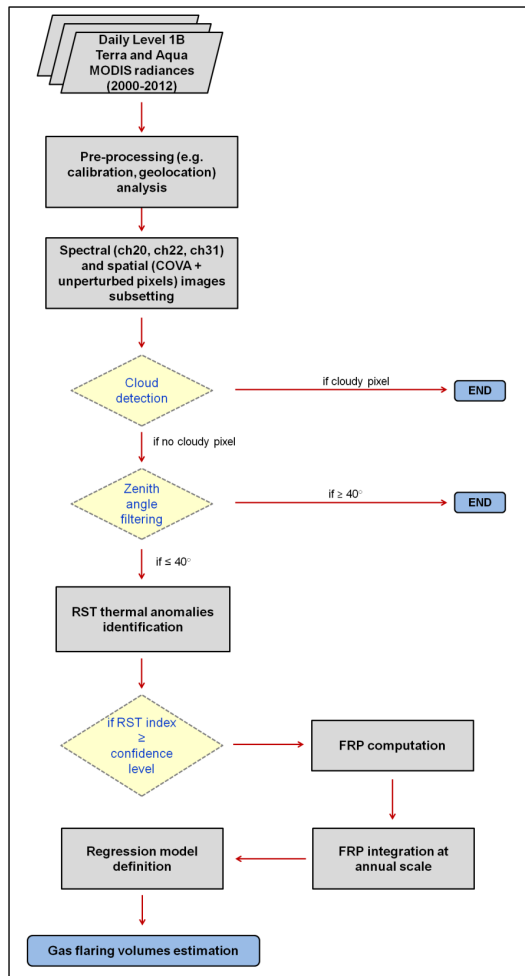 Daily Level 1B
Terra and Aqua
MODIS radiances
(2000-2012)
Pre-processing (e.g.
calibration, geolocation)
analysis
Spectral (ch20, ch22, ch31)
and spatial (COVA +
unperturbed pixels) images
subsetting
Cloud
detection
if cloudy pixel
END
if no cloudy pixel
Zenith
angle
filtering
if ≥ 40°
END
if ≤ 40°
RST thermal anomalies
identification
if RST index
≥
confidence
level
FRP computation
Regression model
definition
FRP integration at
annual scale
Gas flaring volumes estimation